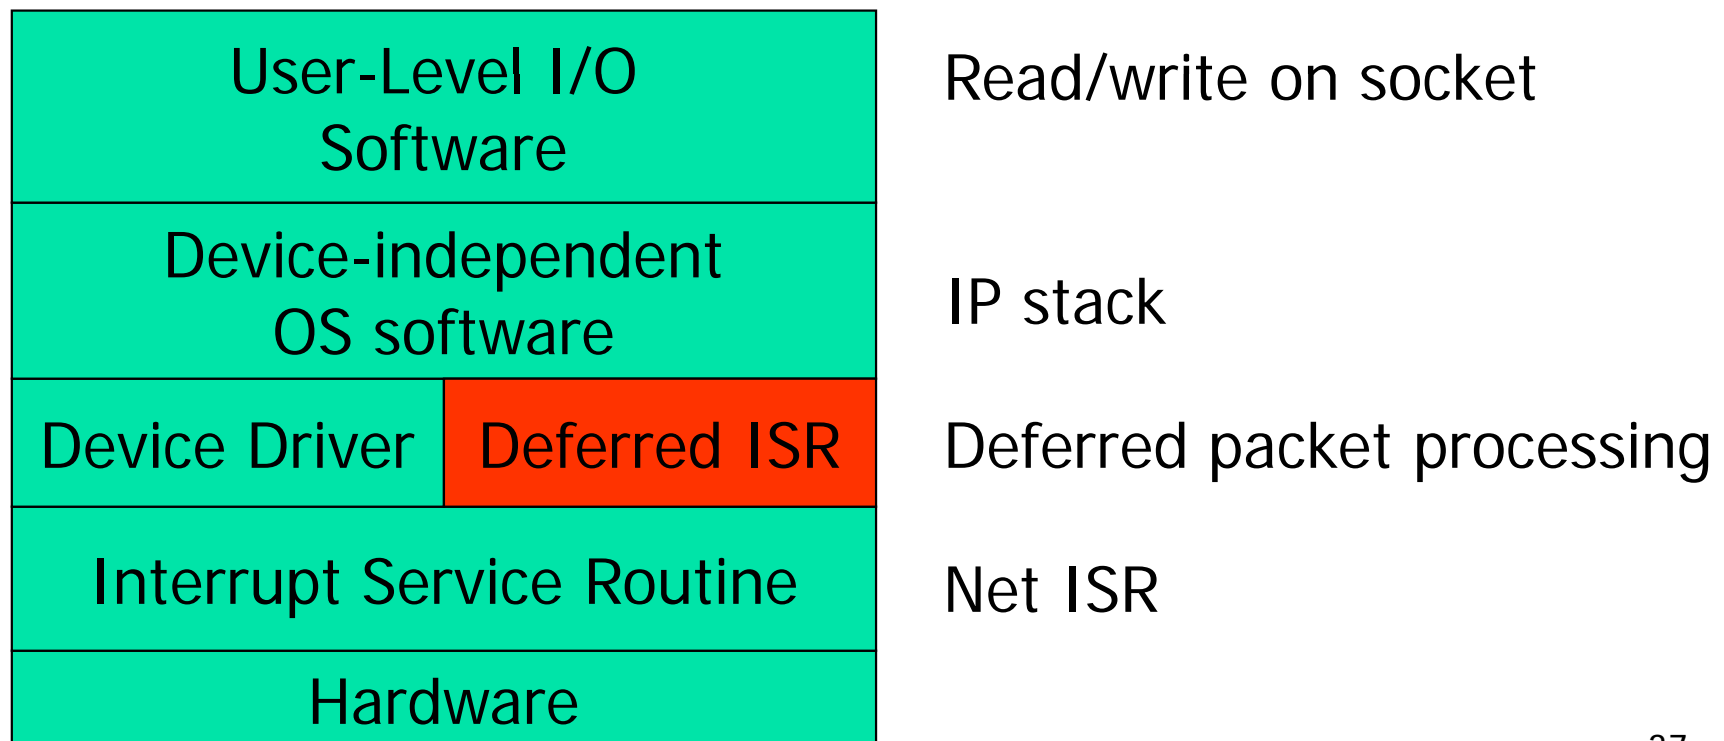 User-Level I/O
Software
Read/write on socket
Device-independent
OS software
IP stack
Device Driver
Deferred ISR
Deferred packet processing
Interrupt Service Routine
Net ISR
Hardware